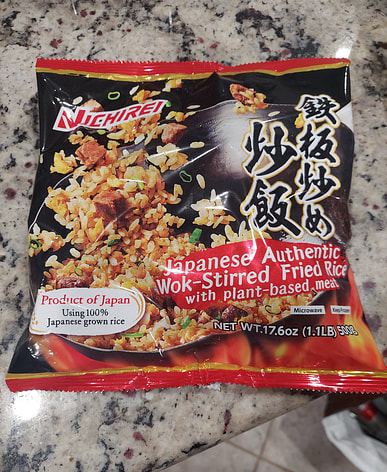 NICHIREI
鉄板炒め
炒飯
Japanese Authentic
Wok-Stirred Fried Rice
with plant-based meat
Product of Japan
Using 100%
Japanese grown rice
Microwave
Keep Frozen
NET WT.17.6oz (1.1LB) 500g